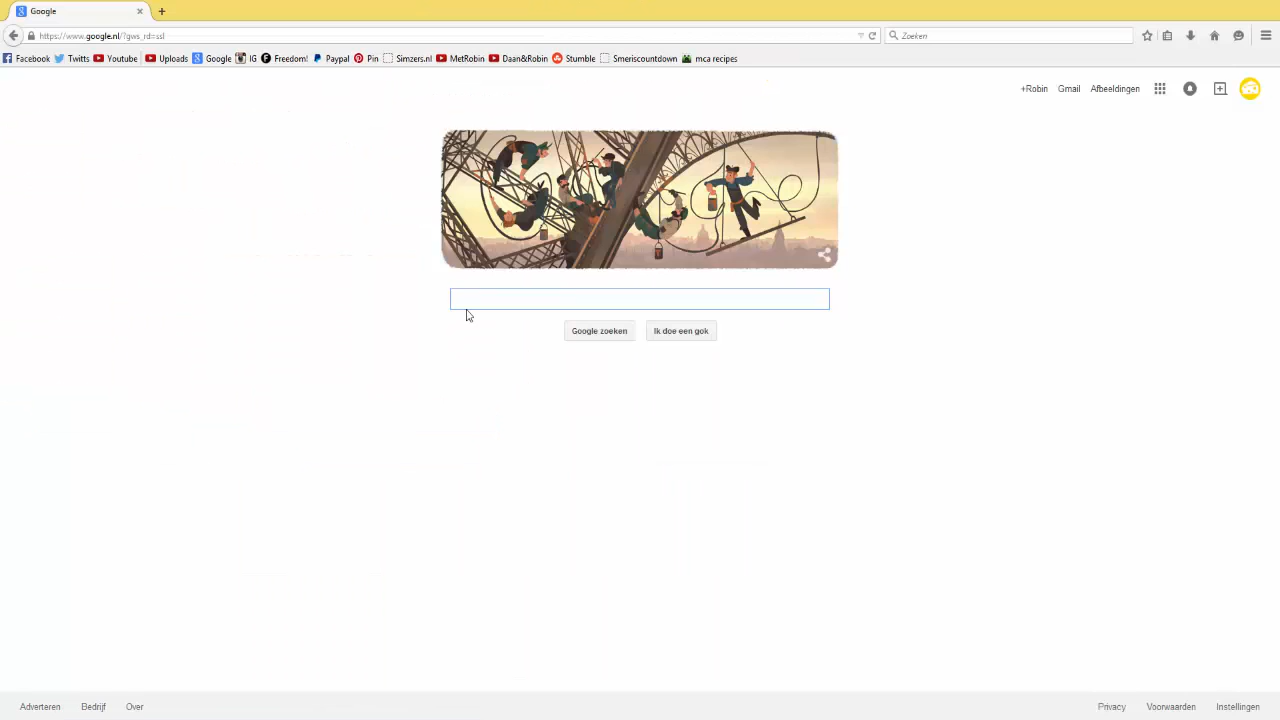 Google
https://www.google.nl/?gws_rd=ssl
Zoeken
Facebook Twitts Youtube Uploads Google IG Freedom! Paypal Pin Simzers.nl MetRobin Daan&Robin Stumble Smeriscountdown mca recipes
+Robin Gmail Afbeeldingen
Google zoeken Ik doe een gok
Adverteren Bedrijf Over Privacy Voorwaarden Instellingen